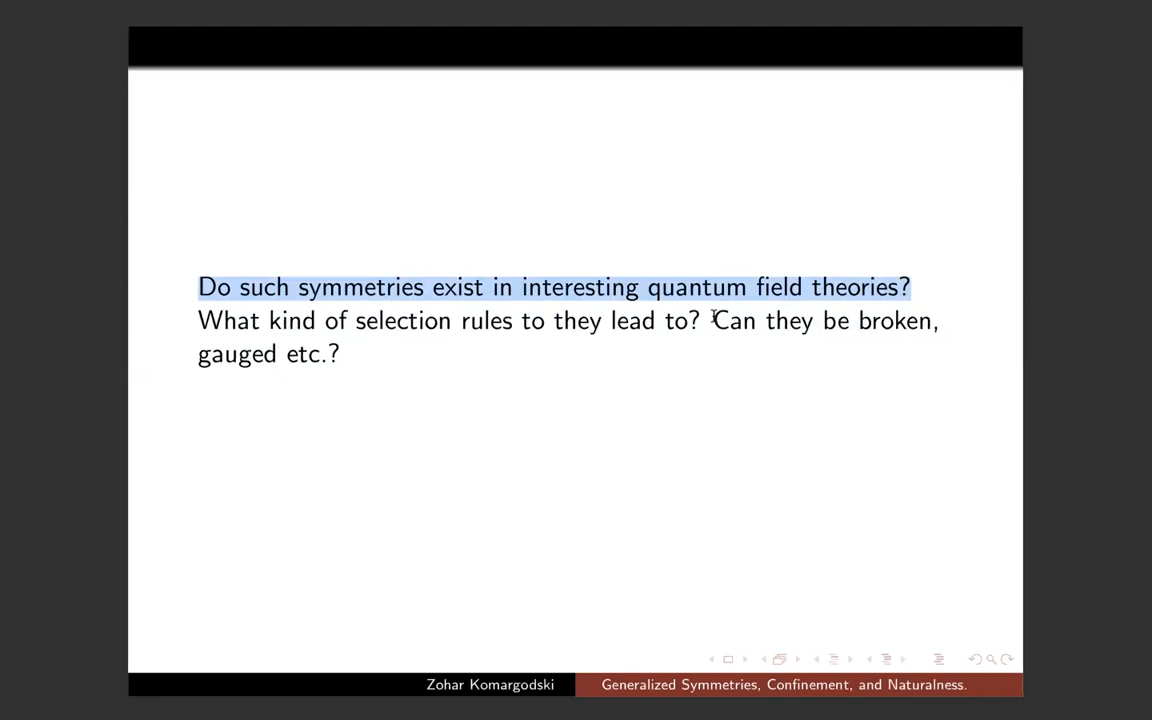 Do such symmetries exist in interesting quantum field theories?
What kind of selection rules to they lead to? Can they be broken,
gauged etc.?
Zohar Komargodski
Generalized Symmetries, Confinement, and Naturalness.